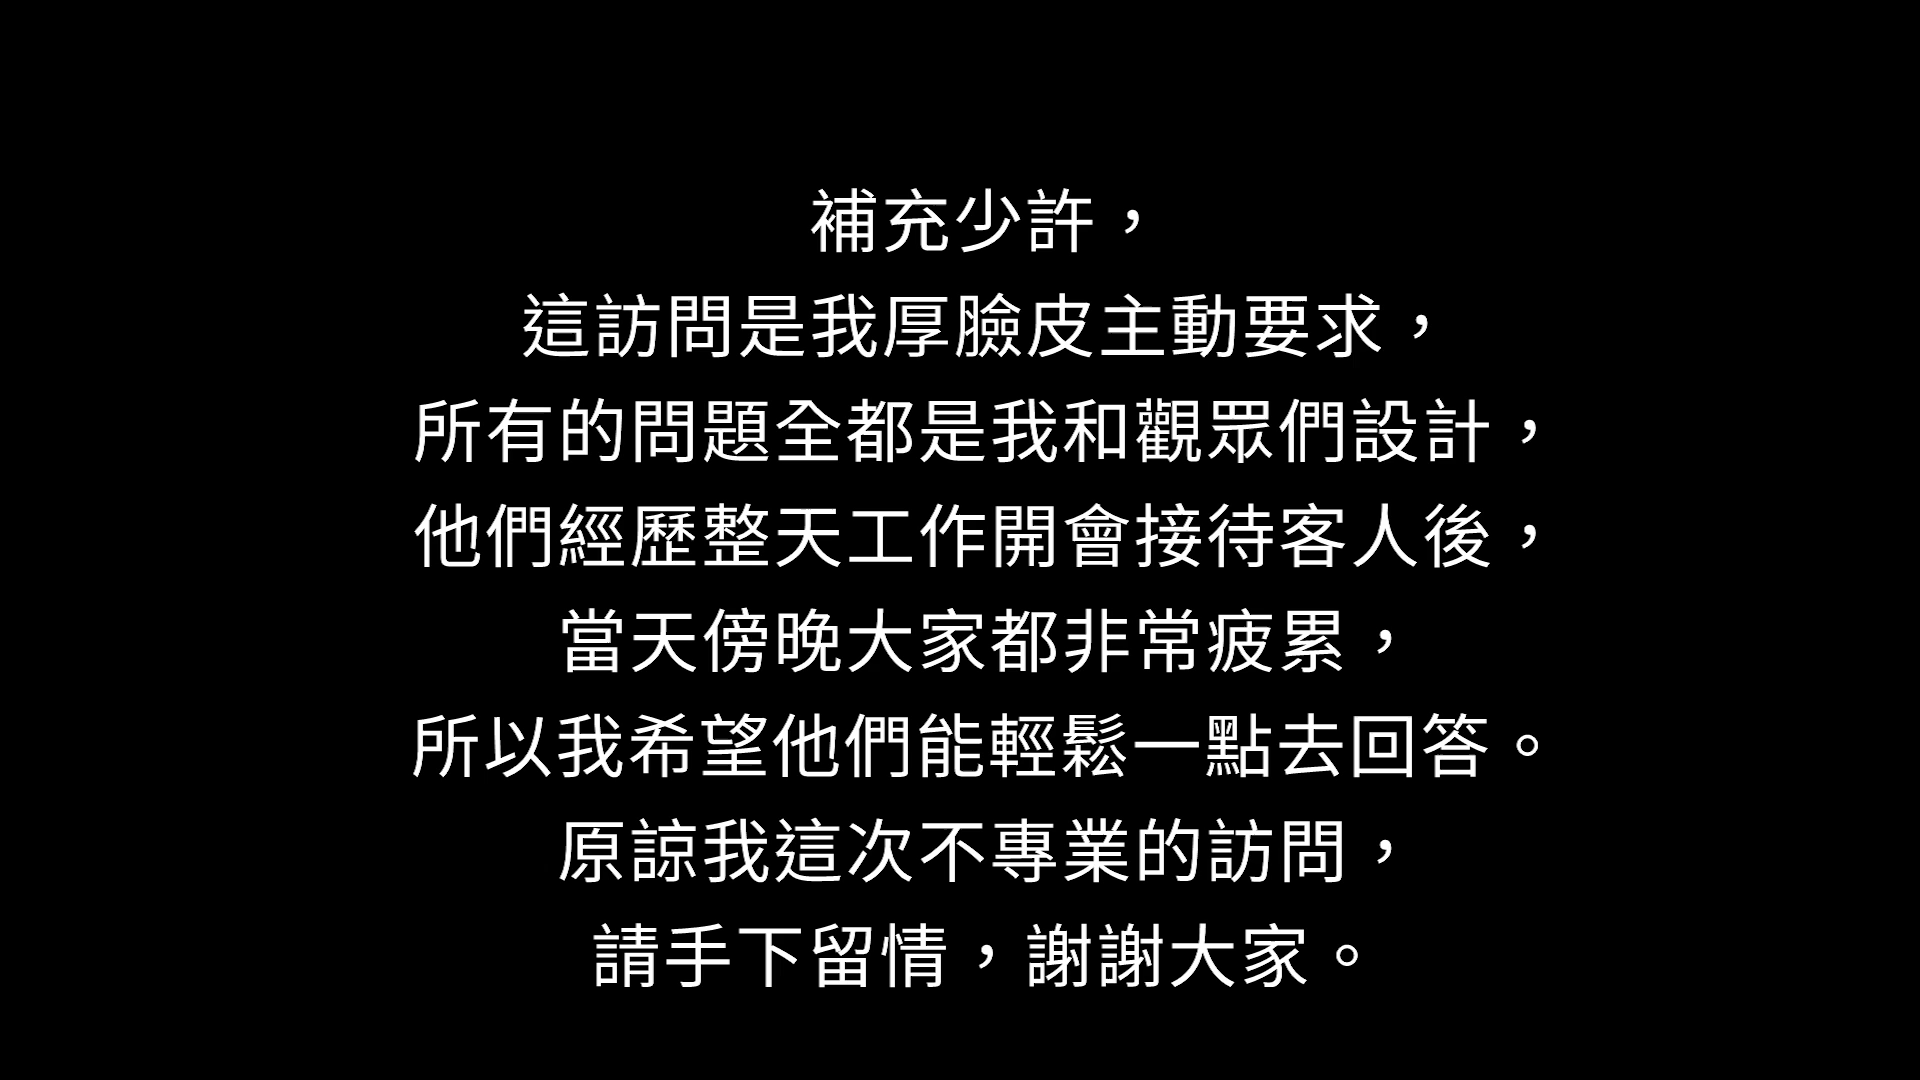 補充少許，
這訪問是我厚臉皮主動要求，
所有的問題全都是我和觀眾們設計，
他們經歷整天工作開會接待客人後，
當天傍晚大家都非常疲累，
所以我希望他們能輕鬆一點去回答。
原諒我這次不專業的訪問，
請手下留情，謝謝大家。